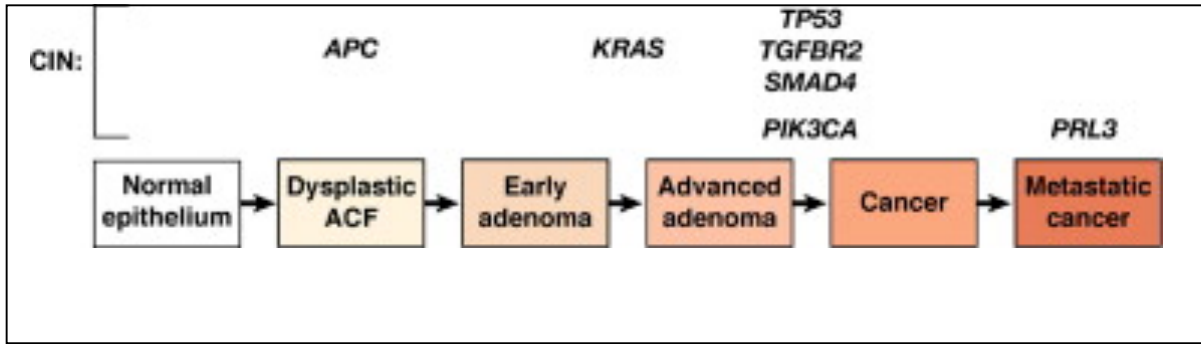 TP53
CIN: APC KRAS TGFBR2
SMAD4
PIK3CA PRL3
Normal epithelium
Dysplastic ACF
Early adenoma
Advanced adenoma
Cancer
Metastatic cancer